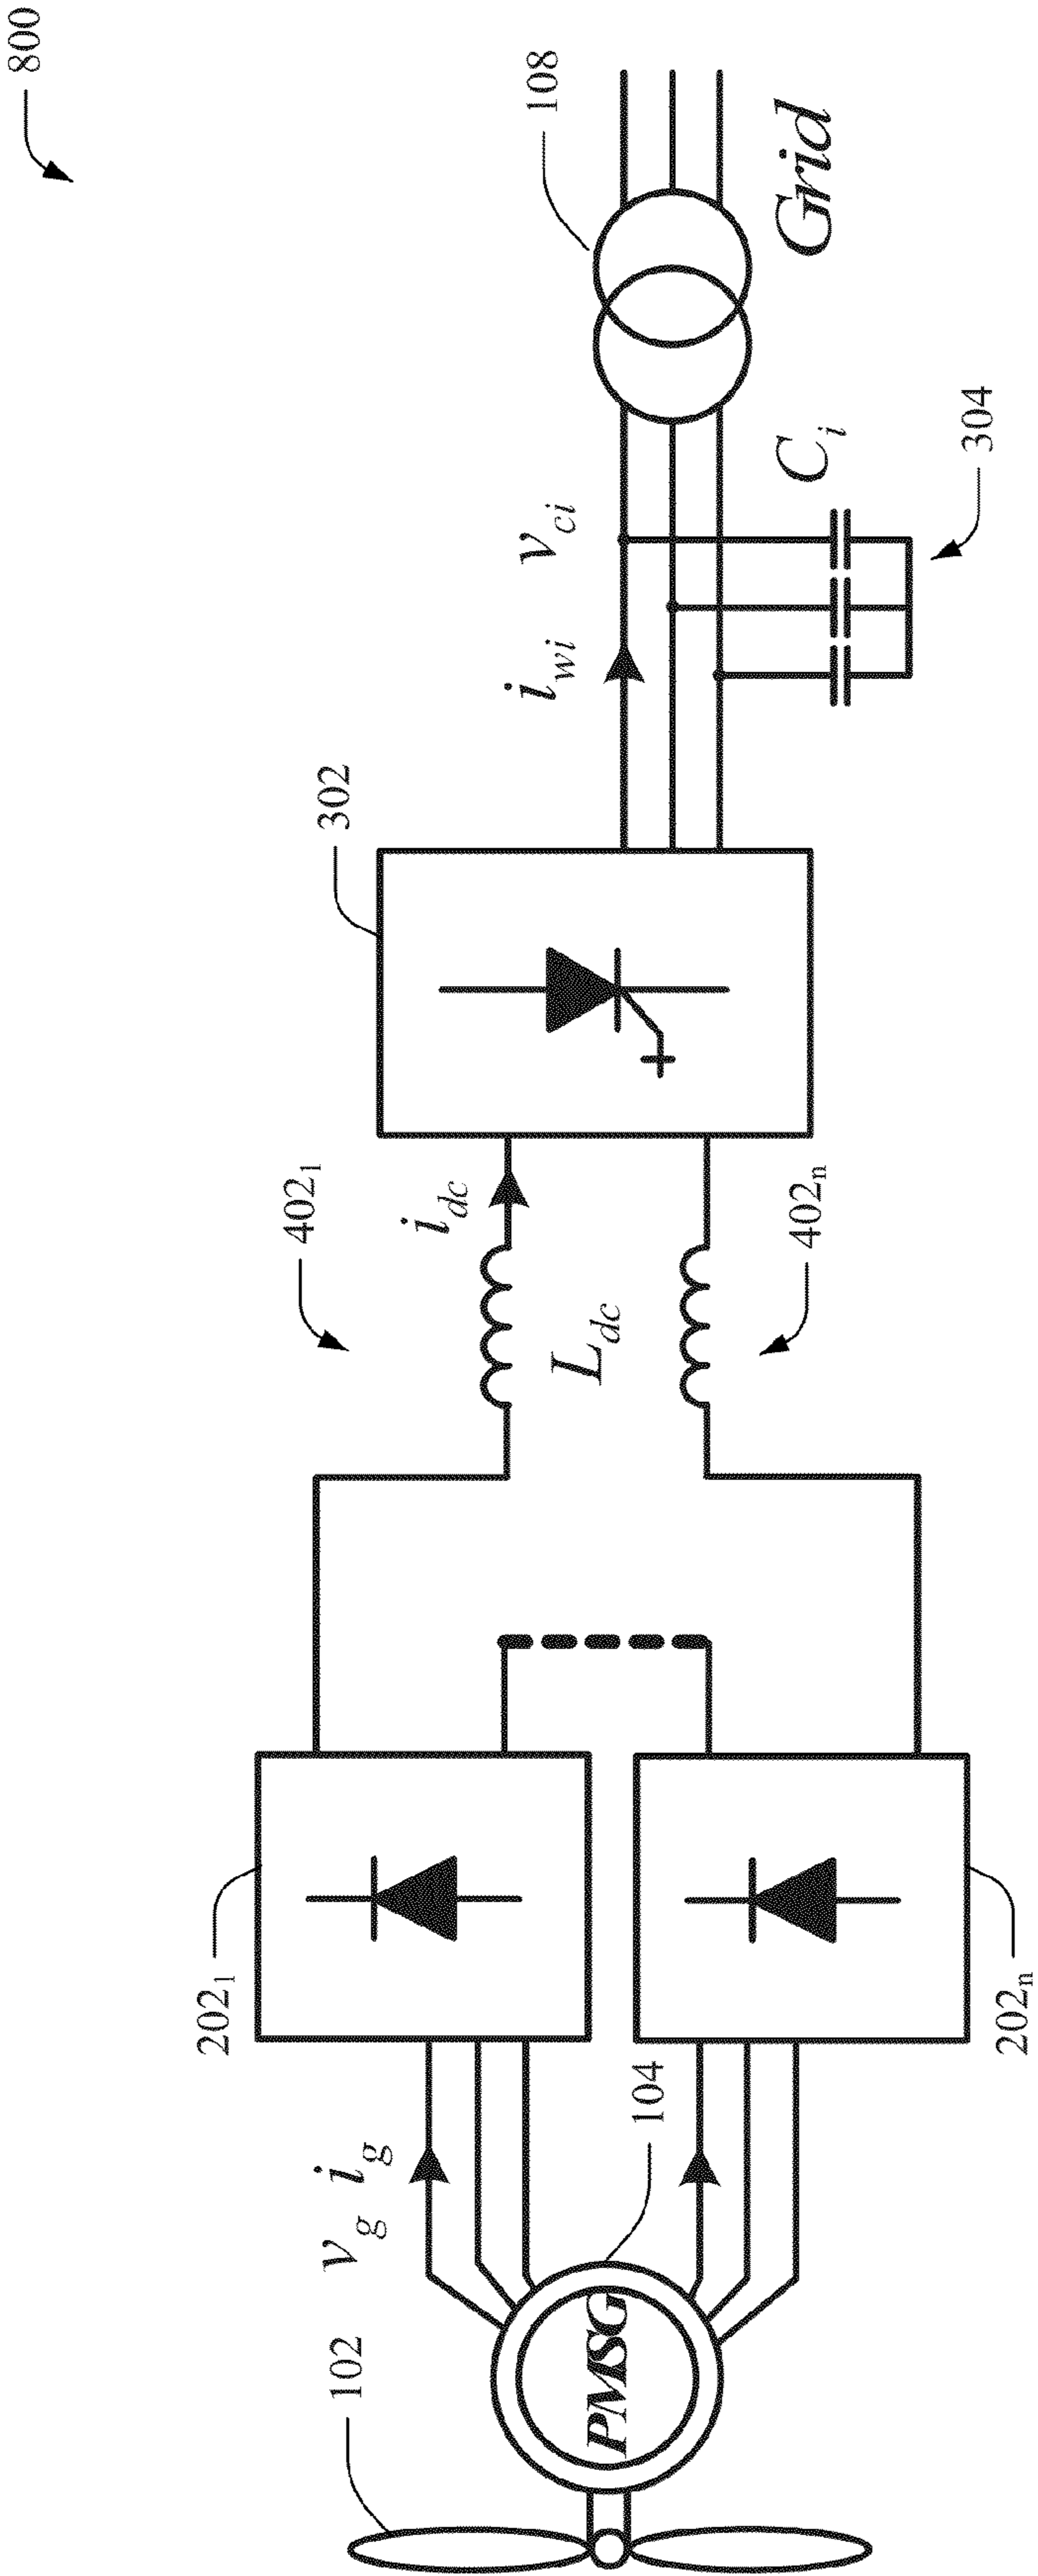 800
108
Grid
304
C_i
v_ci
i_wi
302
402_1
i_dc
L_dc
402_n
202_1
202_n
104
v_g i_g
PMSG
102